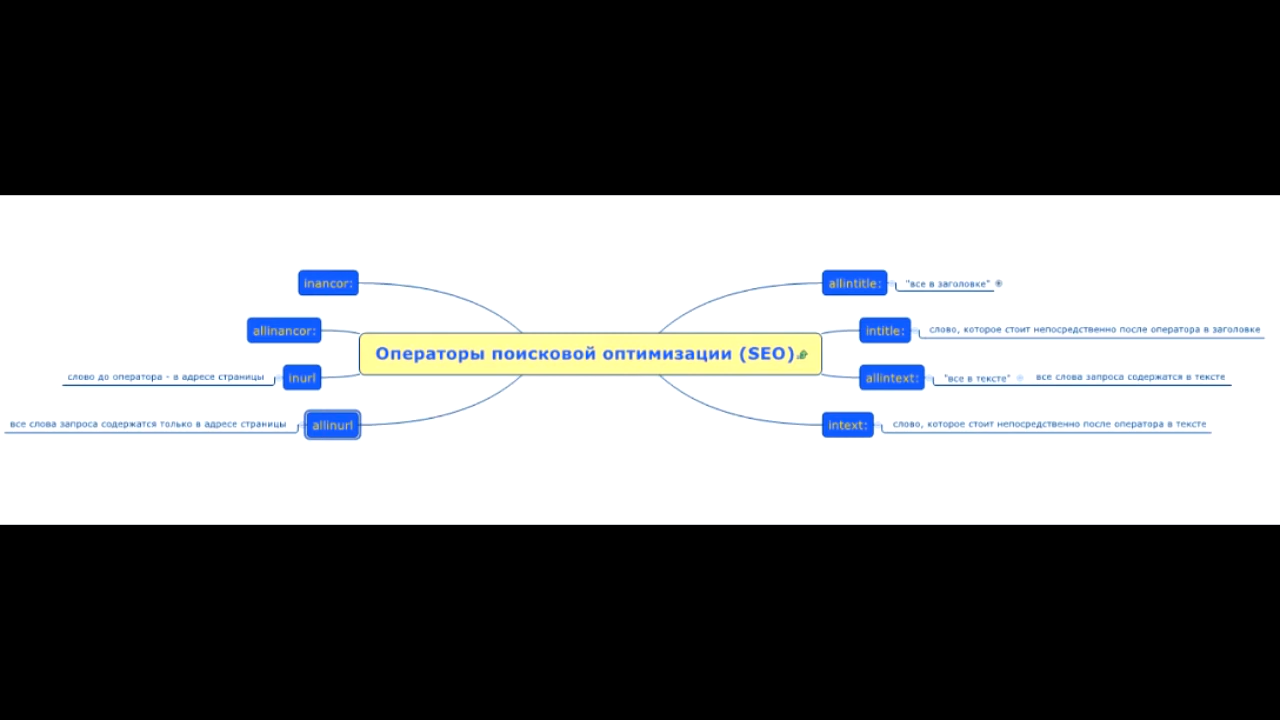 inancor:
allinancor:
слово до оператора - в адресе страницы
inurl
все слова запроса содержатся только в адресе страницы
allinurl
Операторы поисковой оптимизации (SEO)
allintitle:
"все в заголовке"
intitle:
слово, которое стоит непосредственно после оператора в заголовке
allintext:
"все в тексте"
все слова запроса содержатся в тексте
intext:
слово, которое стоит непосредственно после оператора в тексте